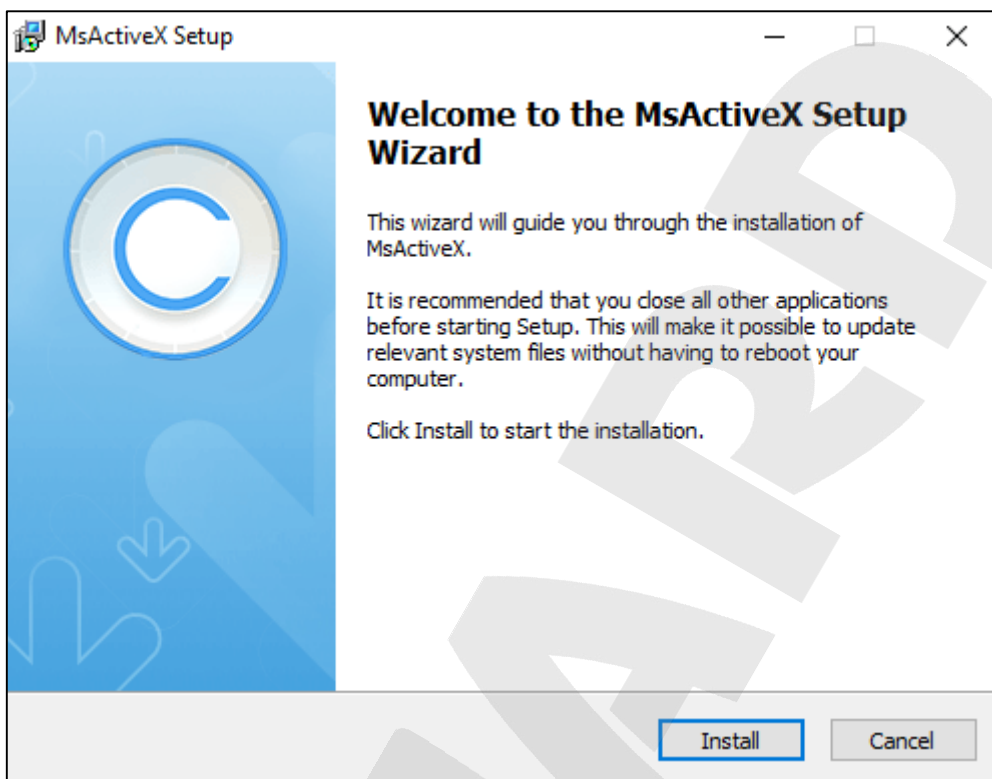 MsActiveX Setup
Welcome to the MsActiveX Setup
Wizard
This wizard will guide you through the installation of
MsActiveX.
It is recommended that you close all other applications
before starting Setup. This will make it possible to update
relevant system files without having to reboot your
computer.
Click Install to start the installation.
Install
Cancel